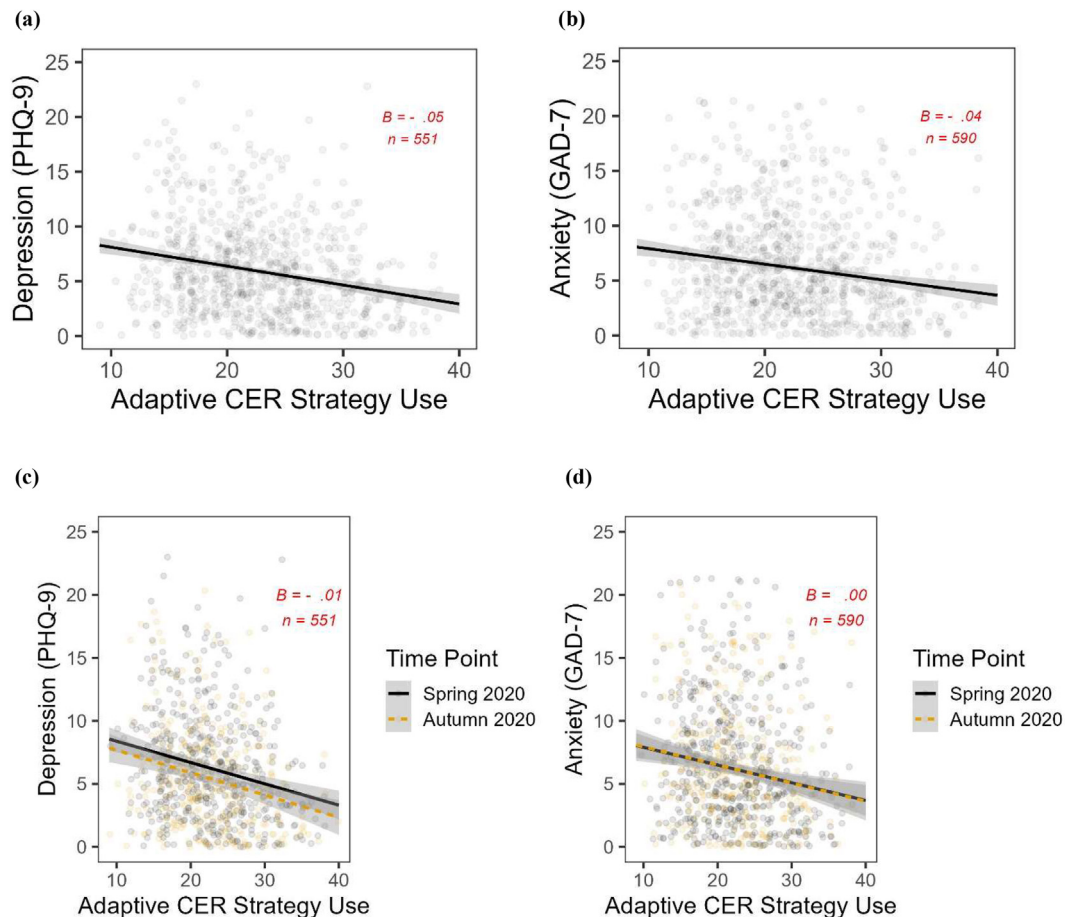 (a)
(b)
Depression (PHQ-9)
25
20
15
10
5
0
B = - .05
n = 551
10 20 30 40
Adaptive CER Strategy Use
Anxiety (GAD-7)
25
20
15
10
5
0
B = - .04
n = 590
10 20 30 40
Adaptive CER Strategy Use
(c)
(d)
Depression (PHQ-9)
25
20
15
10
5
0
B = - .01
n = 551
10 20 30 40
Adaptive CER Strategy Use
Time Point
Spring 2020
Autumn 2020
Anxiety (GAD-7)
25
20
15
10
5
0
B = .00
n = 590
10 20 30 40
Adaptive CER Strategy Use
Time Point
Spring 2020
Autumn 2020